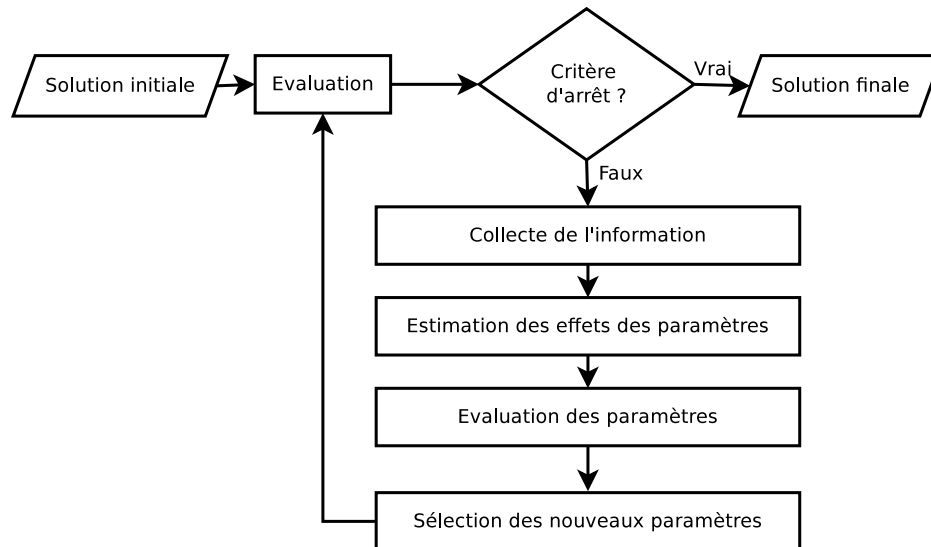 Solution initiale
Evaluation
Critère
d'arrêt ?
Vrai
Solution finale
Faux
Collecte de l'information
Estimation des effets des paramètres
Evaluation des paramètres
Sélection des nouveaux paramètres